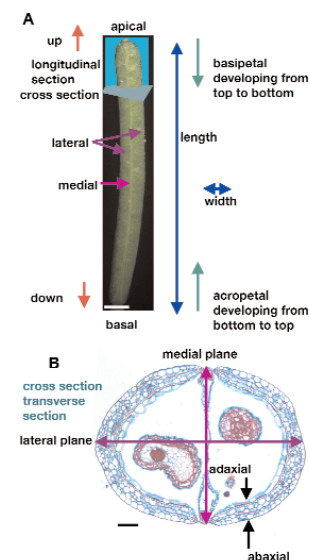 A
apical
up
longitudinal
section
cross section
basipetal
developing from
top to bottom
lateral
length
medial
width
down
acropetal
developing from
bottom to top
basal
B
medial plane
cross section
transverse
section
lateral plane
adaxial
abaxial